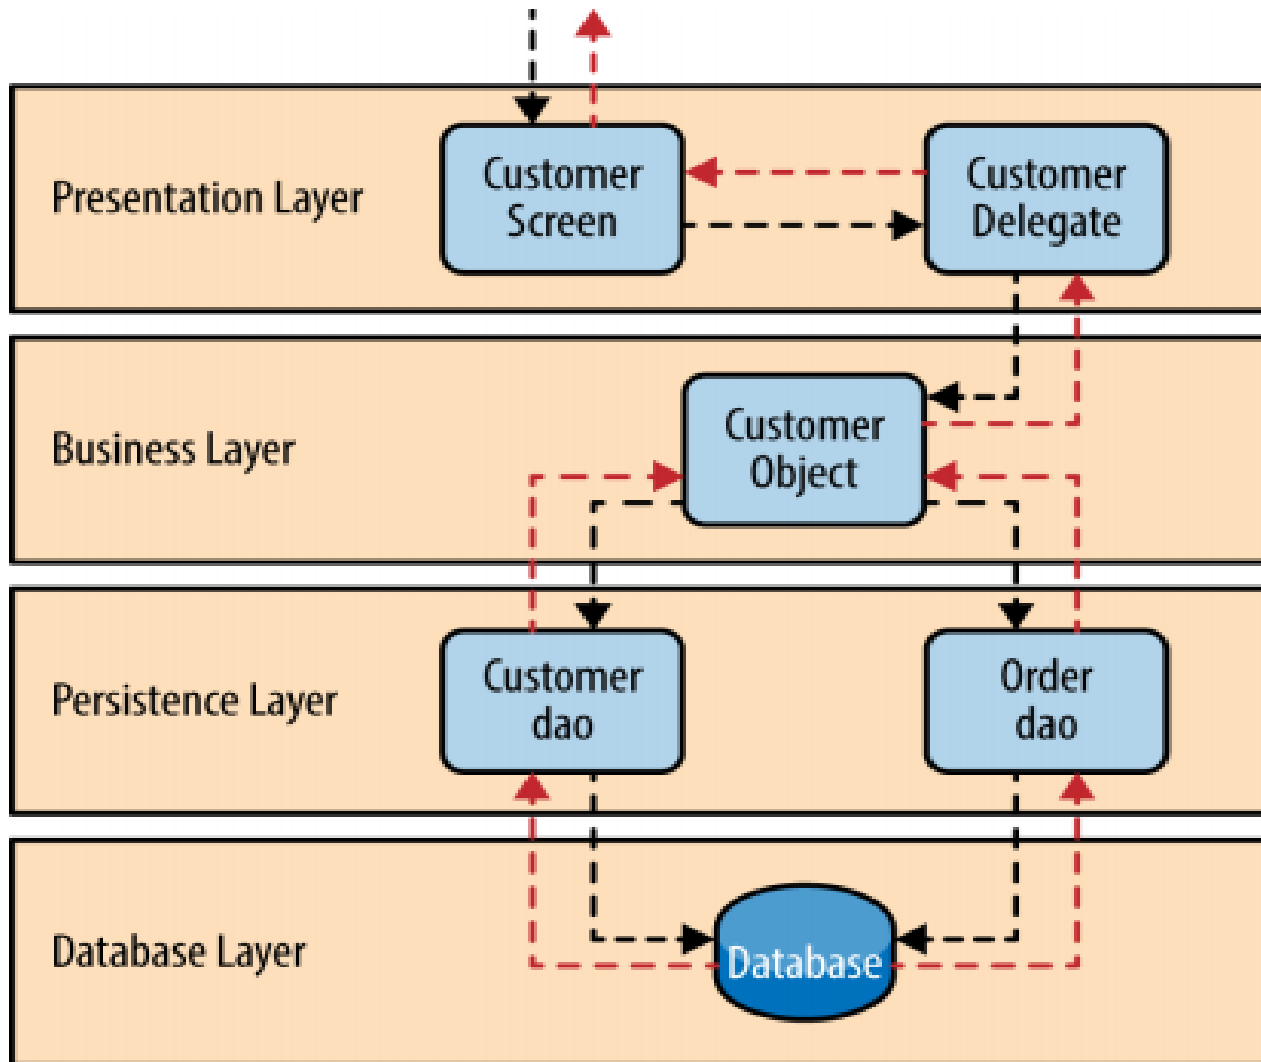 Presentation Layer
Customer
Screen
Customer
Delegate
Business Layer
Customer
Object
Persistence Layer
Customer
dao
Order
dao
Database Layer
Database